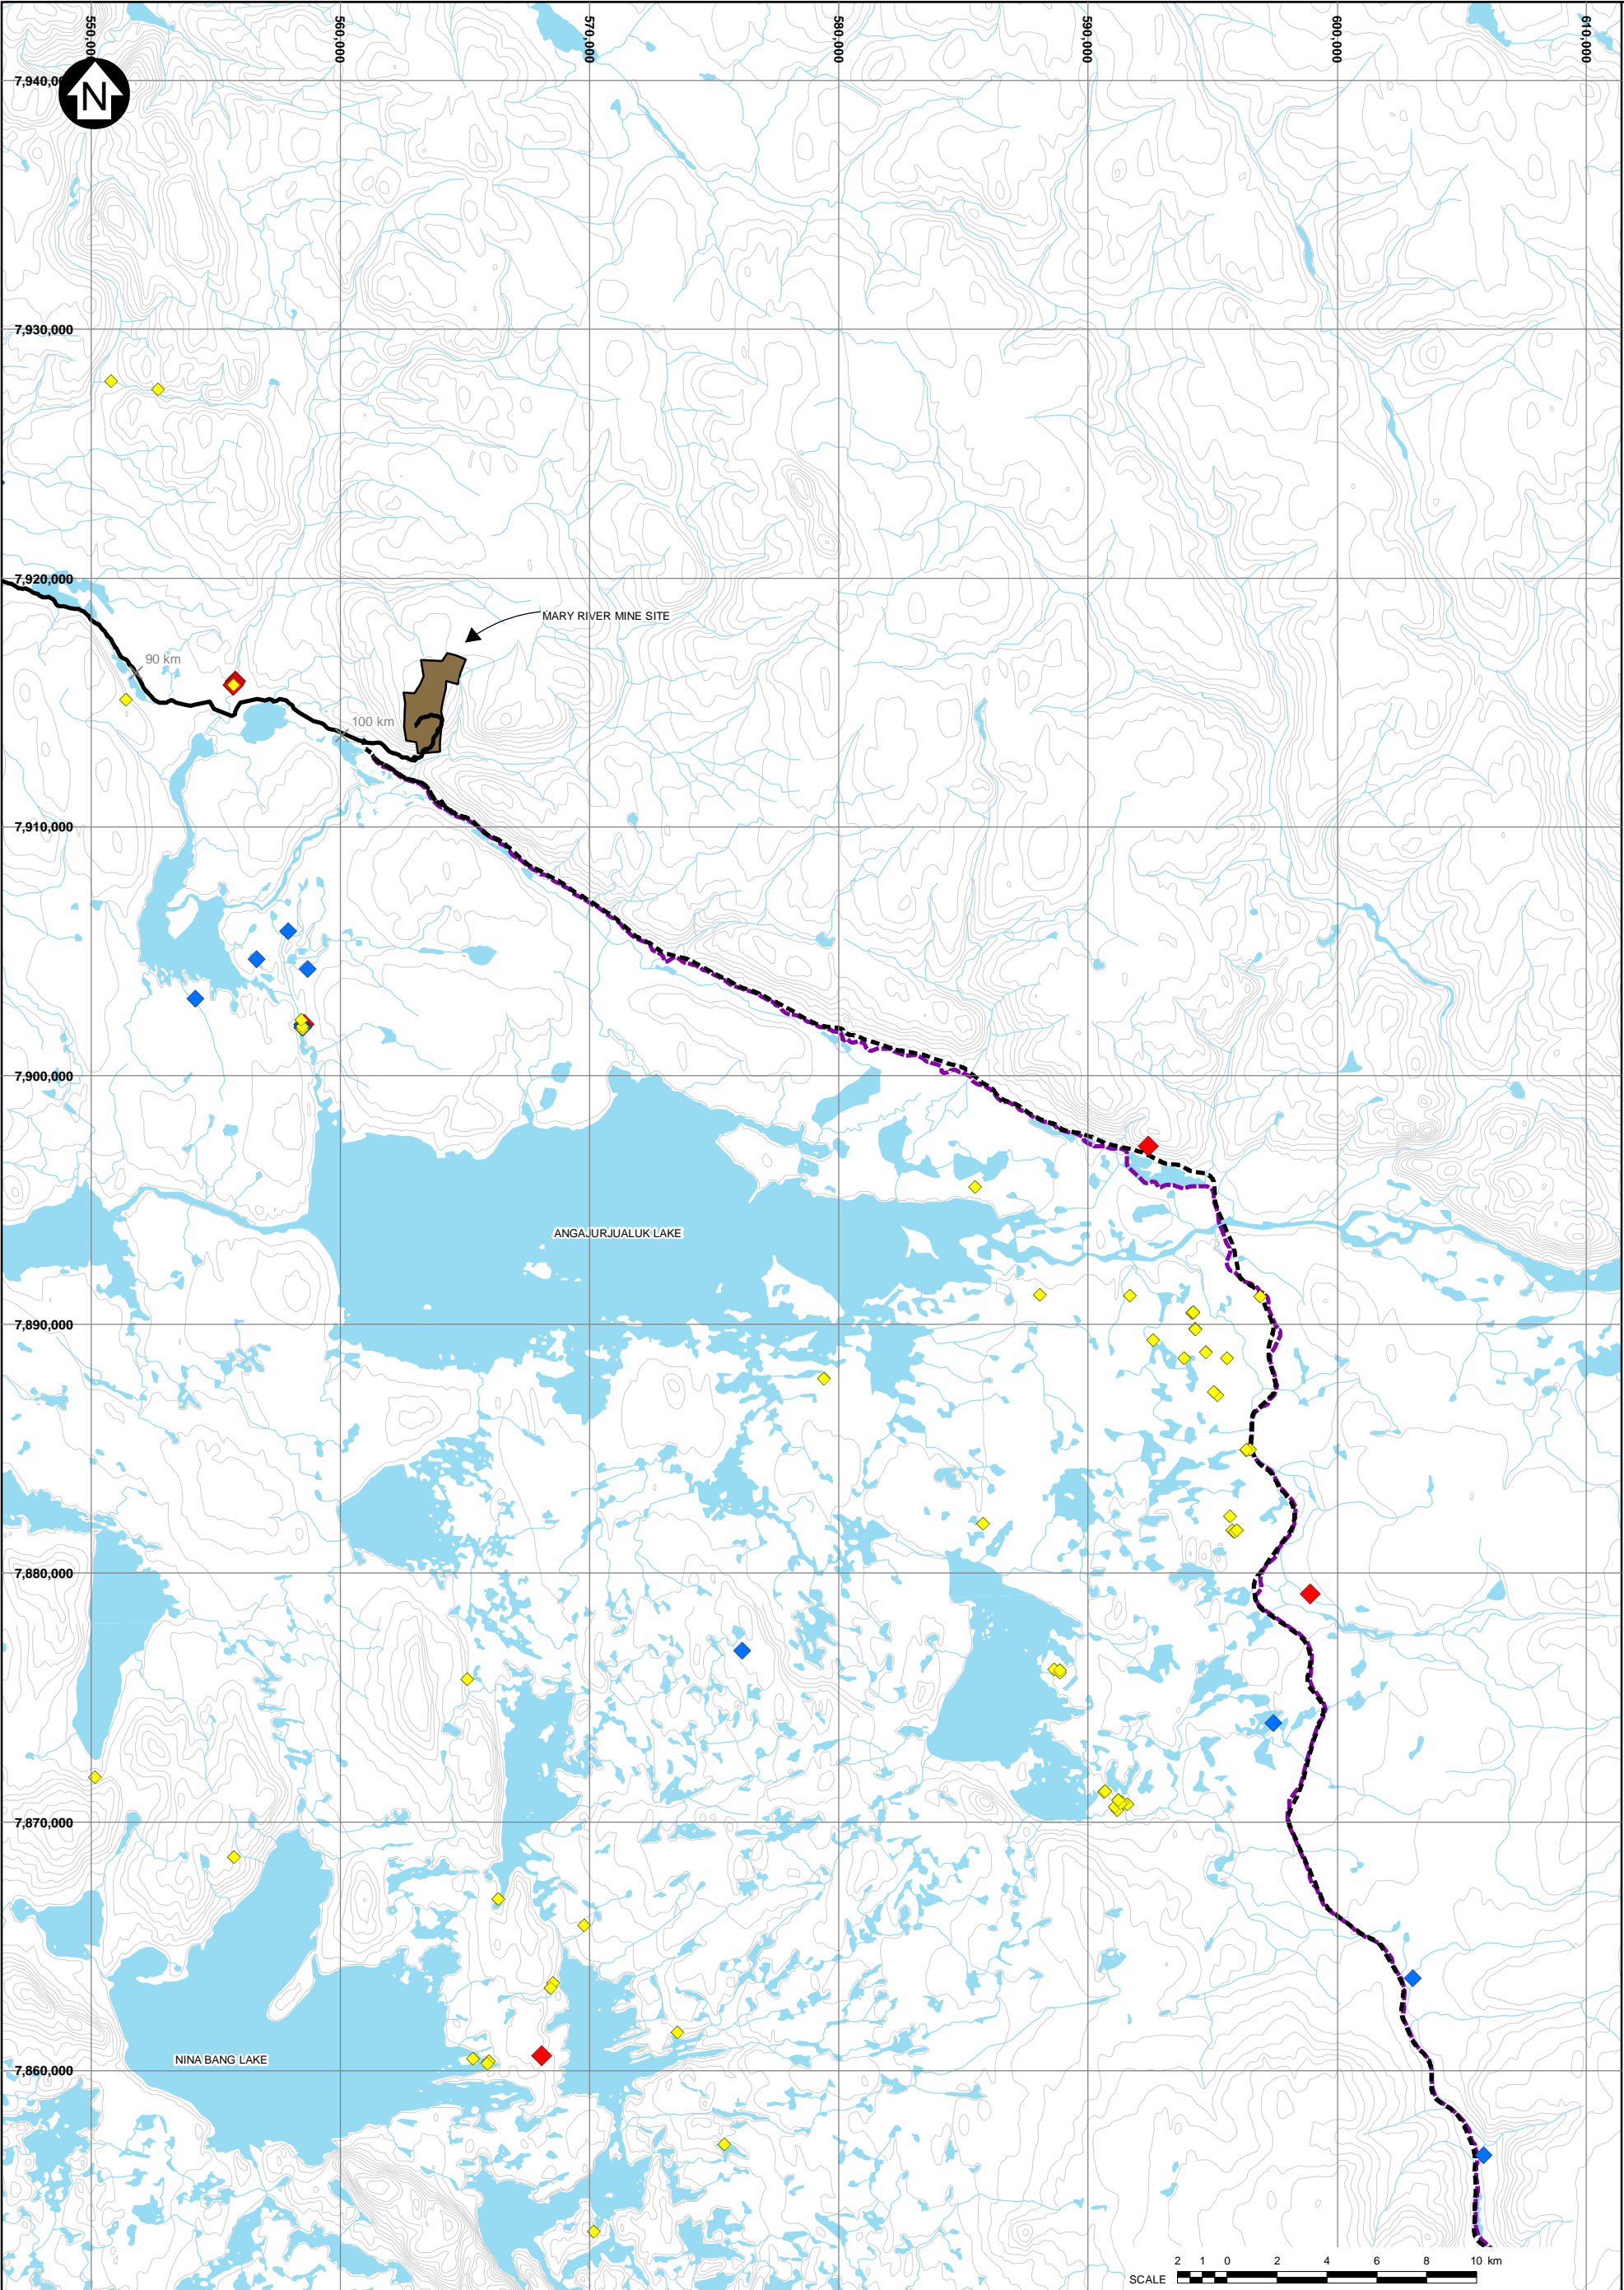 550,000
560,000
570,000
580,000
590,000
600,000
610,000
7,940,0
N
7,930,000
7,920,000
MARY RIVER MINE SITE
90 km
100 km
7,910,000
7,900,000
ANGAJURJUALUK LAKE
7,890,000
7,880,000
7,870,000
NINA BANG LAKE
7,860,000
2 1 0 2 4 6 8 10 km
SCALE